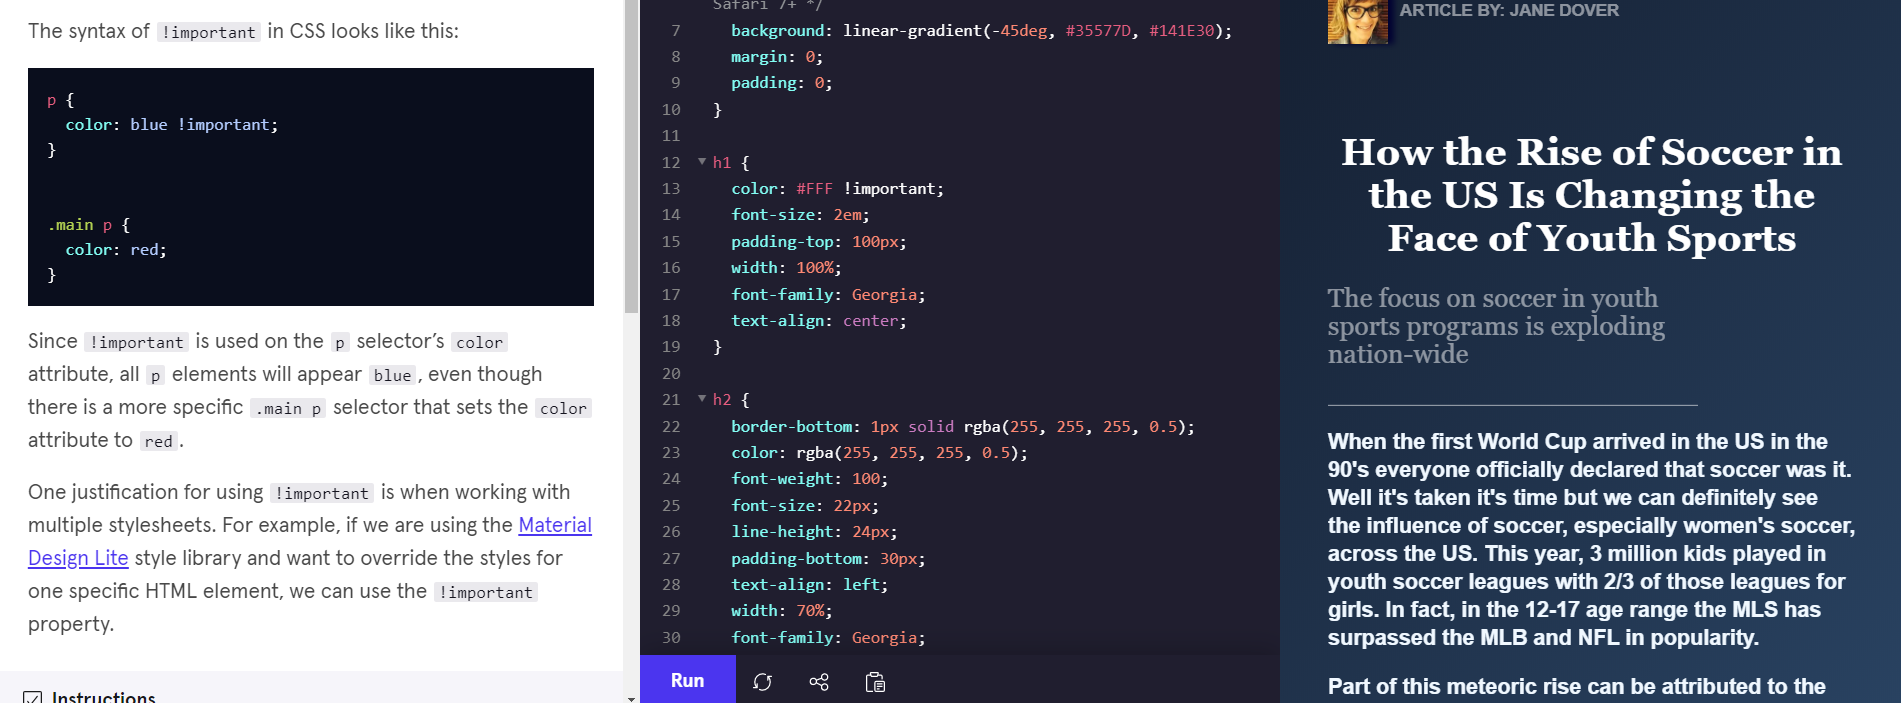 The syntax of !important in CSS looks like this:
p {
color: blue !important;
}
.main p {
color: red;
}
Since !important is used on the p selector’s color
attribute, all p elements will appear blue, even though
there is a more specific .main p selector that sets the color
attribute to red.
One justification for using !important is when working with
multiple stylesheets. For example, if we are using the Material
Design Lite style library and want to override the styles for
one specific HTML element, we can use the !important
property.
Instructions
Safari 7+ */
7 background: linear-gradient(-45deg, #35577D, #141E30);
8 margin: 0;
9 padding: 0;
10 }
11
12 h1 {
13 color: #FFF !important;
14 font-size: 2em;
15 padding-top: 100px;
16 width: 100%;
17 font-family: Georgia;
18 text-align: center;
19 }
20
21 h2 {
22 border-bottom: 1px solid rgba(255, 255, 255, 0.5);
23 color: rgba(255, 255, 255, 0.5);
24 font-weight: 100;
25 font-size: 22px;
26 line-height: 24px;
27 padding-bottom: 30px;
28 text-align: left;
29 width: 70%;
30 font-family: Georgia;
Run
ARTICLE BY: JANE DOVER
How the Rise of Soccer in
the US Is Changing the
Face of Youth Sports
The focus on soccer in youth
sports programs is exploding
nation-wide
When the first World Cup arrived in the US in the
90's everyone officially declared that soccer was it.
Well it's taken it's time but we can definitely see
the influence of soccer, especially women's soccer,
across the US. This year, 3 million kids played in
youth soccer leagues with 2/3 of those leagues for
girls. In fact, in the 12-17 age range the MLS has
surpassed the MLB and NFL in popularity.
Part of this meteoric rise can be attributed to the